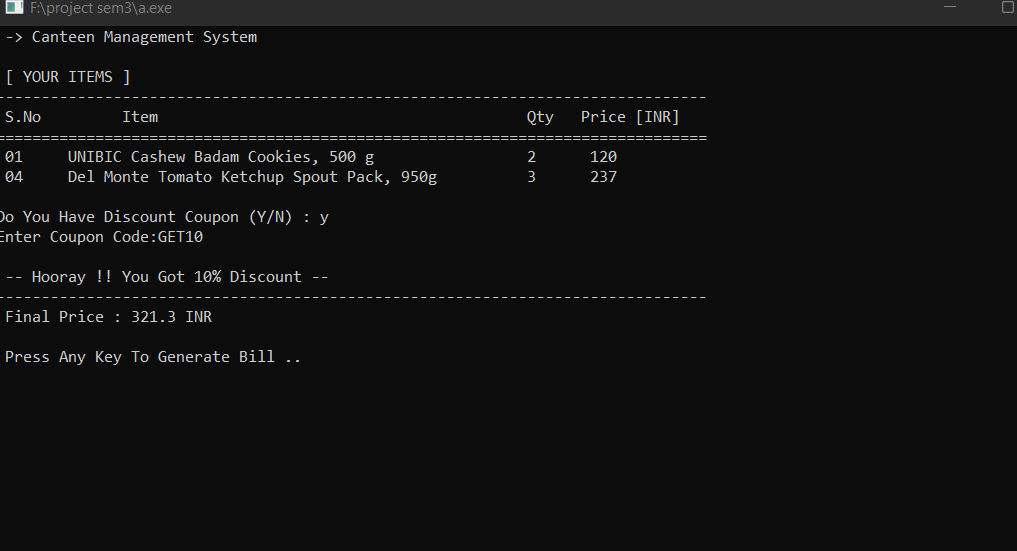 F:\project sem3\a.exe
-> Canteen Management System
[ YOUR ITEMS ]
-------------------------------------------------------------------------------
S.No Item Qty Price [INR]
===============================================================================
01 UNIBIC Cashew Badam Cookies, 500 g 2 120
04 Del Monte Tomato Ketchup Spout Pack, 950g 3 237
Do You Have Discount Coupon (Y/N) : y
Enter Coupon Code:GET10
-- Hooray !! You Got 10% Discount --
-------------------------------------------------------------------------------
Final Price : 321.3 INR
Press Any Key To Generate Bill ..